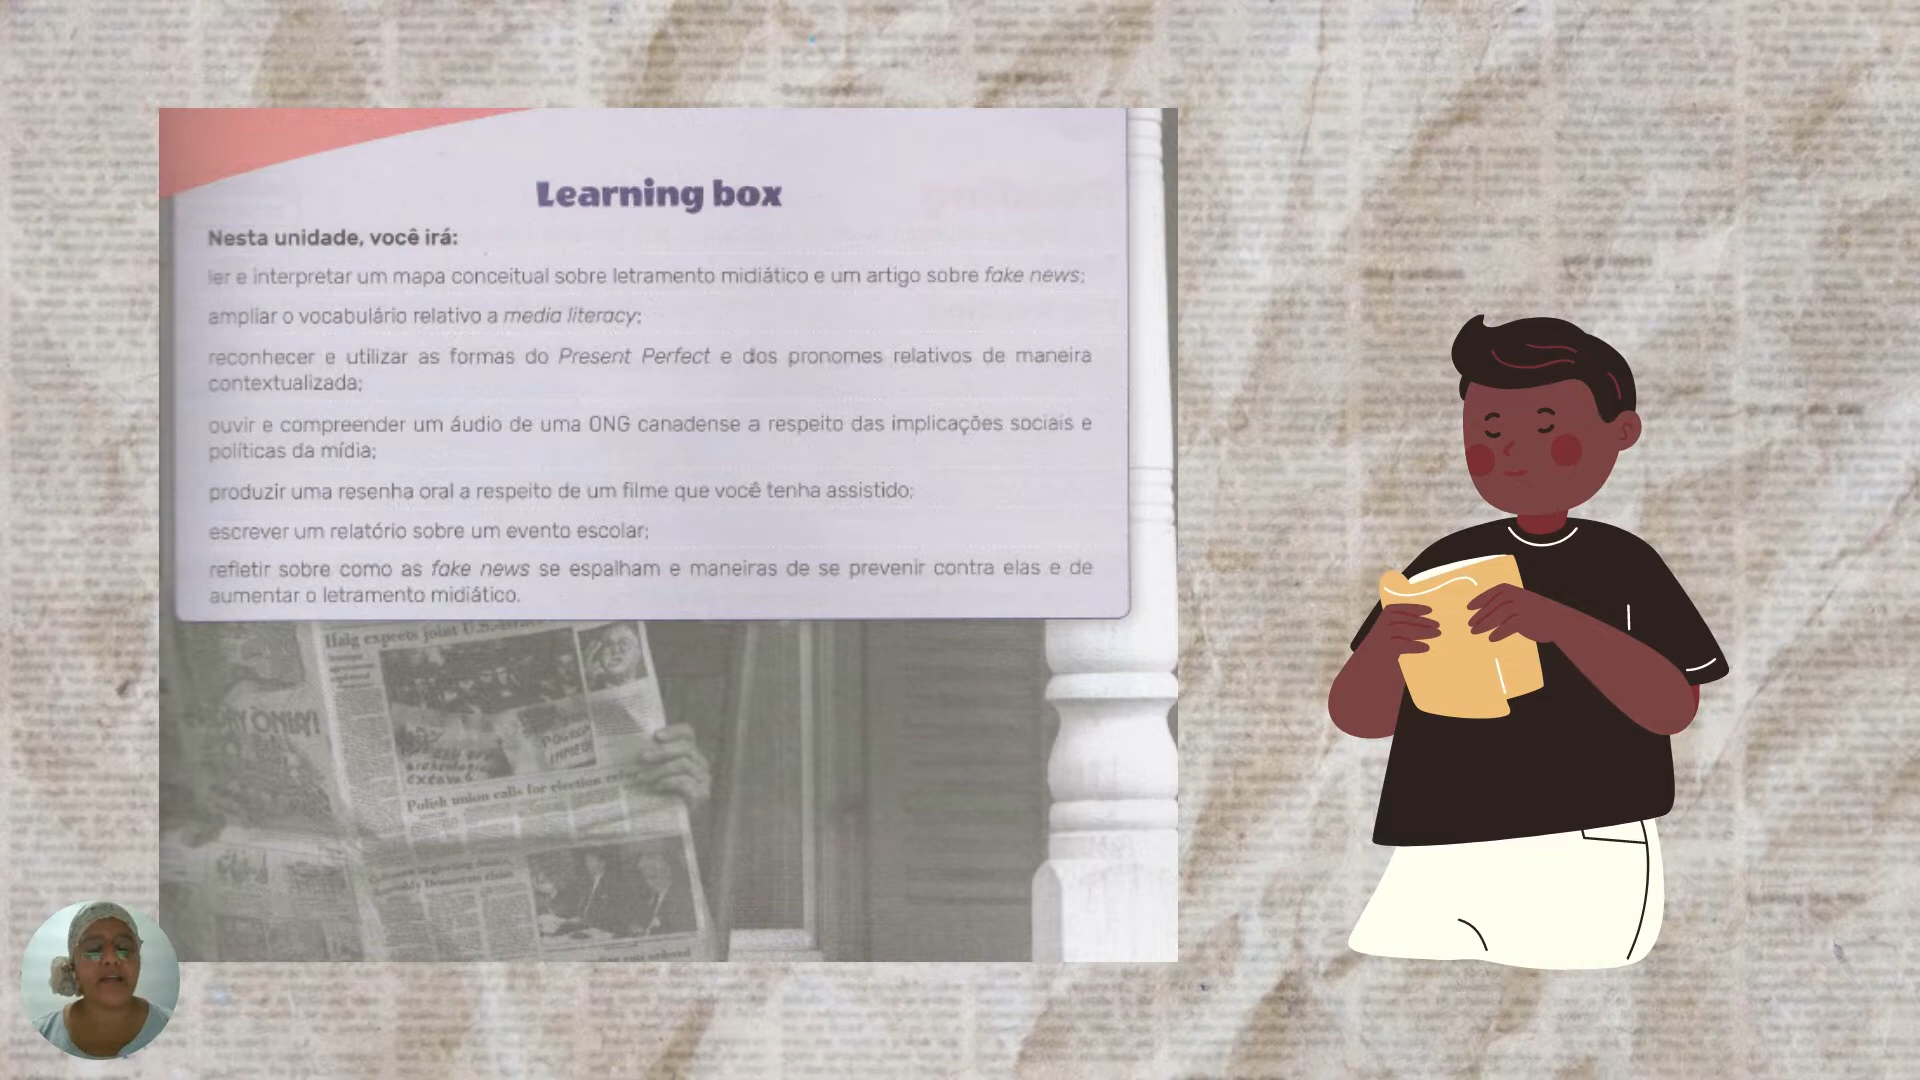 Learning box
Nesta unidade, você irá:
ler e interpretar um mapa conceitual sobre letramento midiático e um artigo sobre fake news;
ampliar o vocabulário relativo a media literacy;
reconhecer e utilizar as formas do Present Perfect e dos pronomes relativos de maneira
contextualizada;
ouvir e compreender um áudio de uma ONG canadense a respeito das implicações sociais e
políticas da mídia;
produzir uma resenha oral a respeito de um filme que você tenha assistido;
escrever um relatório sobre um evento escolar;
refletir sobre como as fake news se espalham e maneiras de se prevenir contra elas e de
aumentar o letramento midiático.
Haig expects joint
Polish union calls for election